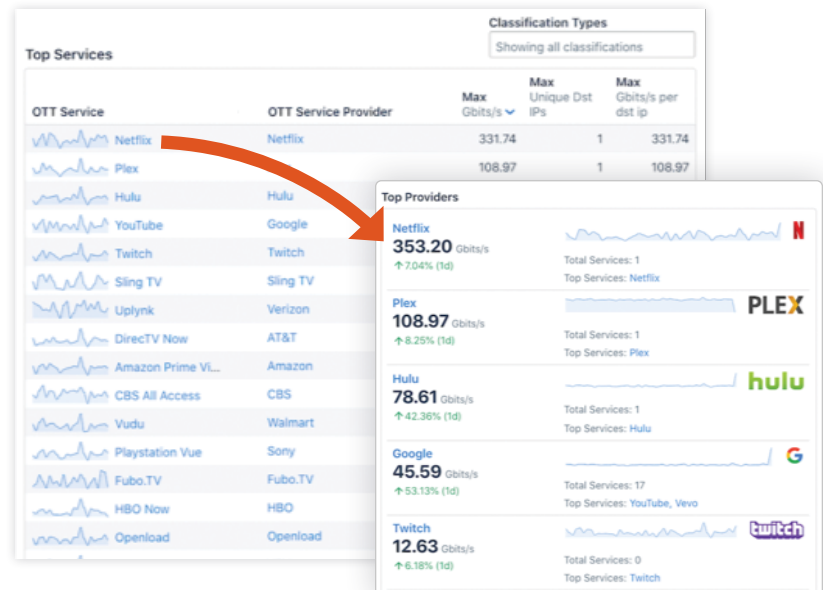 Classification Types
Showing all classifications
Top Services
OTT Service OTT Service Provider Max Gbits/s Max Unique Dst IPs Max Gbits/s per dst ip
Netflix Netflix 331.74 1 331.74
Plex 108.97 1 108.97
Hulu Hulu
YouTube Google
Twitch Twitch
Sling TV Sling TV
Uplynk Verizon
DirecTV Now AT&T
Amazon Prime Vi... Amazon
CBS All Access CBS
Vudu Walmart
Playstation Vue Sony
Fubo.TV Fubo.TV
HBO Now HBO
Openload Openload
Top Providers
Netflix
353.20 Gbits/s
↑7.04% (1d)
N
Total Services: 1
Top Services: Netflix
Plex
108.97 Gbits/s
↑8.25% (1d)
PLEX
Total Services: 1
Top Services: Plex
Hulu
78.61 Gbits/s
↑42.36% (1d)
hulu
Total Services: 1
Top Services: Hulu
Google
45.59 Gbits/s
↑53.13% (1d)
G
Total Services: 17
Top Services: YouTube, Vevo
Twitch
12.63 Gbits/s
↑6.18% (1d)
twitch
Total Services: 0
Top Services: Twitch